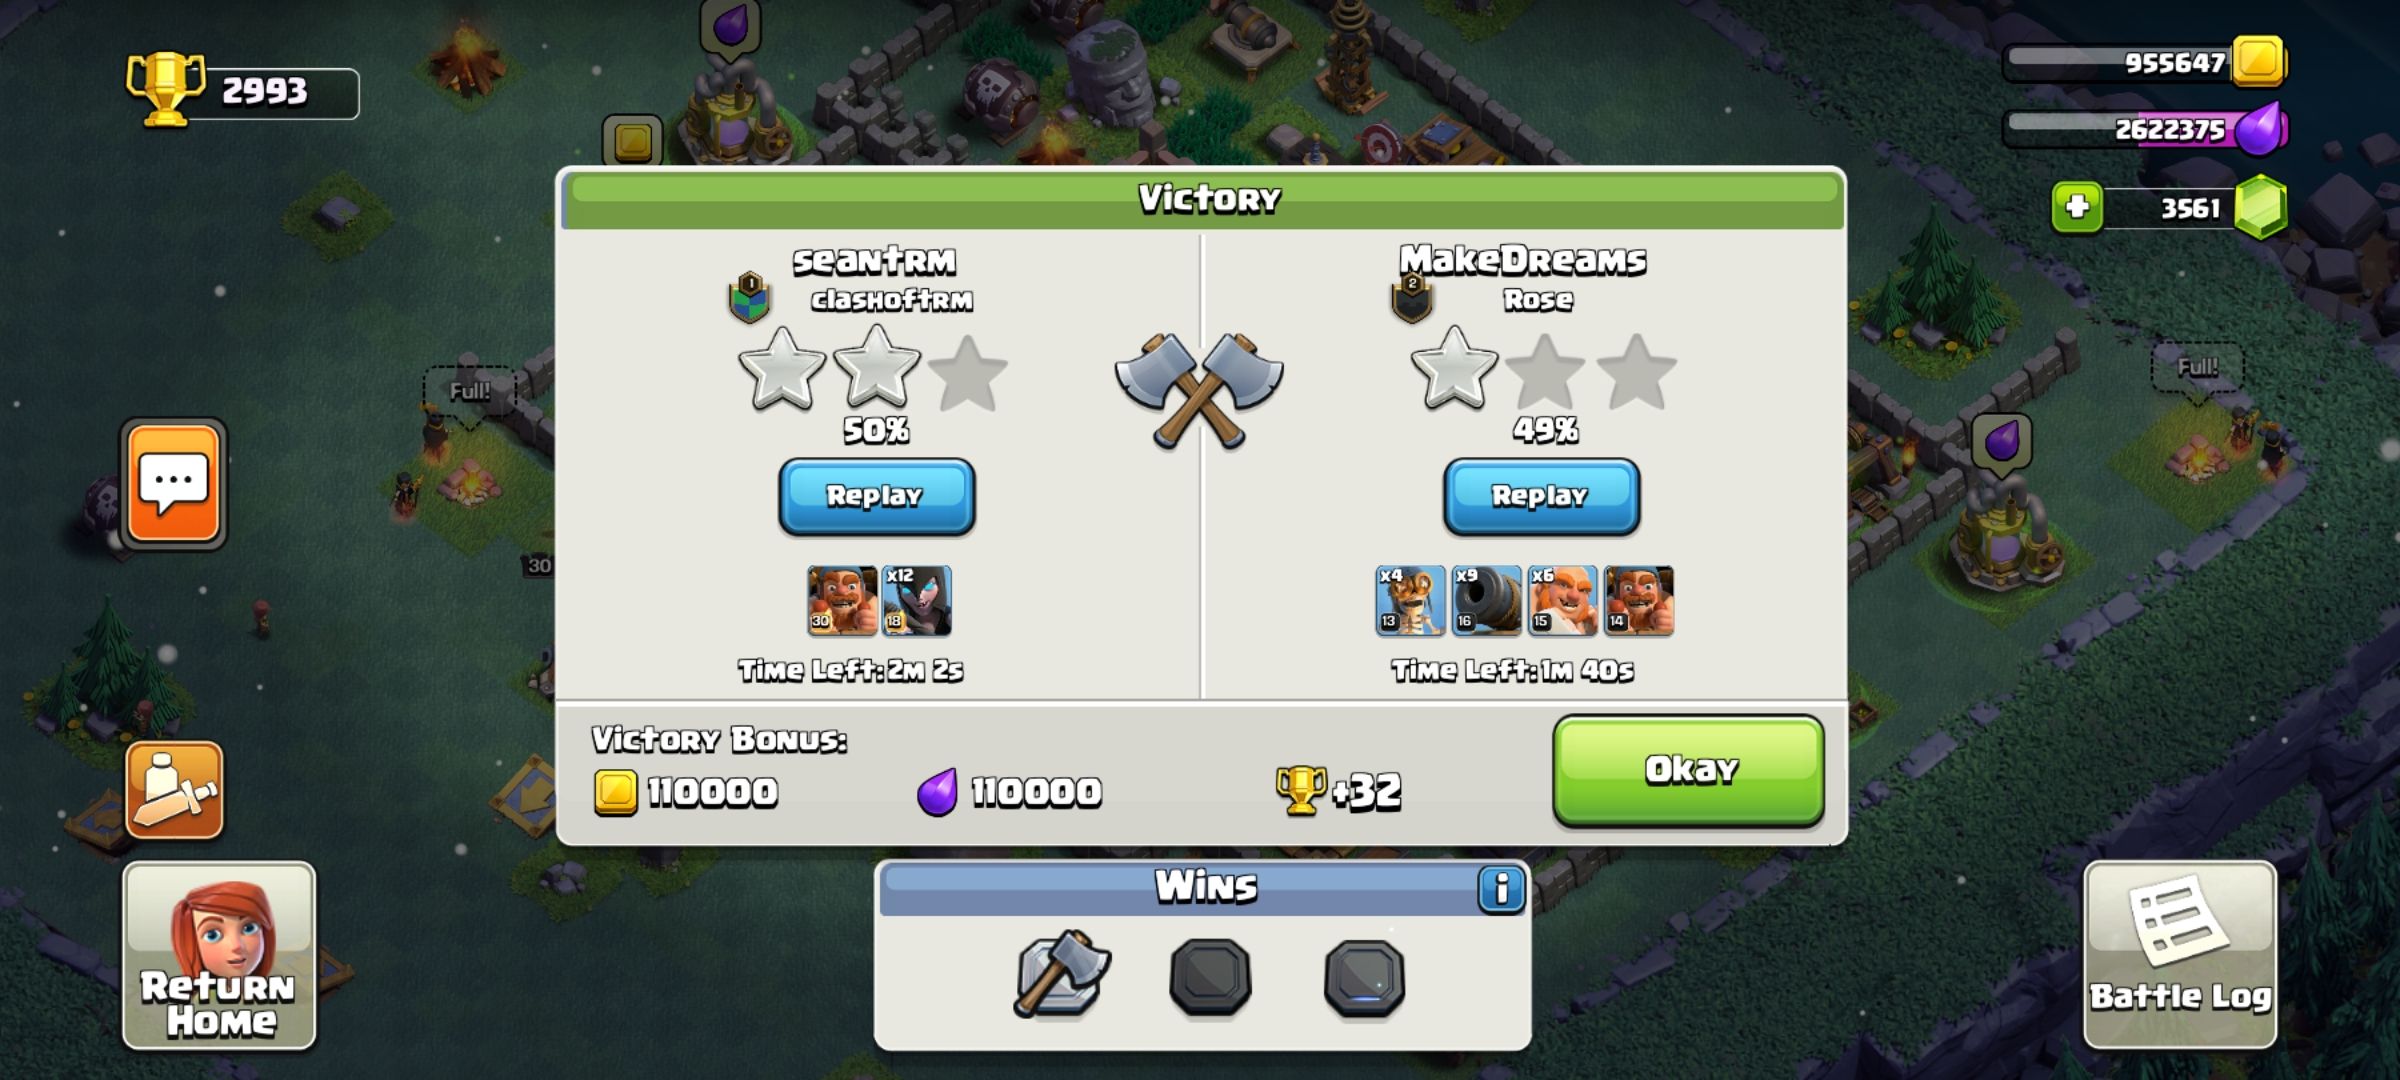 2993
955647
2622375
3561
Victory
seantrm
clashoftrm
50%
Replay
30
x12
18
Time Left:2m 2s
MakeDreams
Rose
49%
Replay
x4
13
x9
16
x6
15
14
Time Left:1m 40s
1
2
Full!
Full!
30
Victory Bonus:
110000
110000
+32
Okay
Wins
i
Return
Home
Battle Log